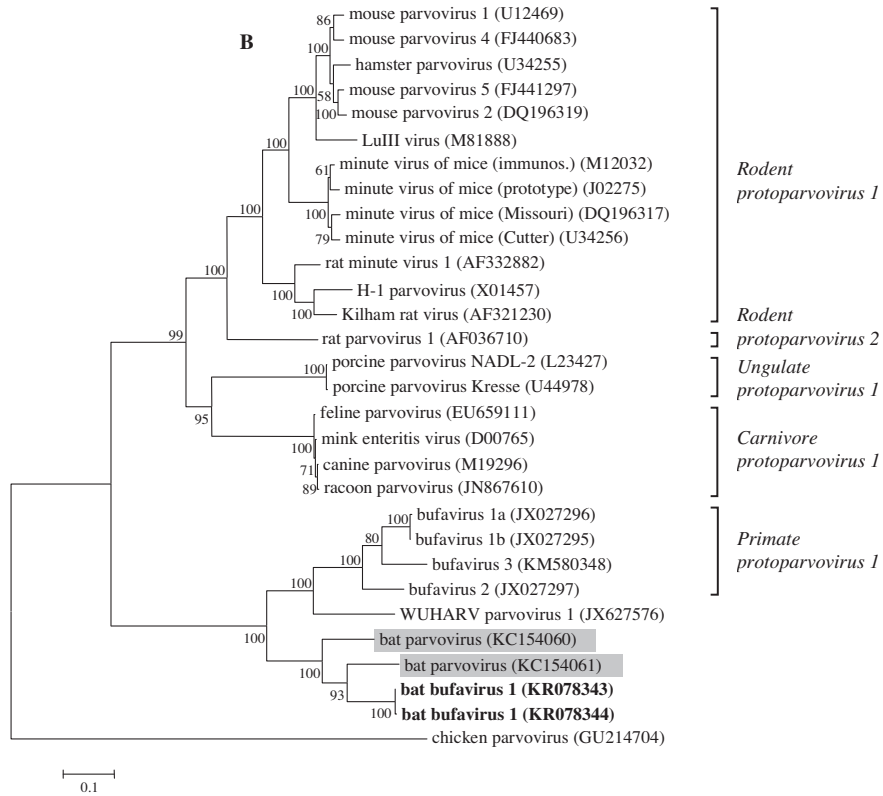 B
mouse parvovirus 1 (U12469)
mouse parvovirus 4 (FJ440683)
hamster parvovirus (U34255)
mouse parvovirus 5 (FJ441297)
mouse parvovirus 2 (DQ196319)
LuIII virus (M81888)
minute virus of mice (immunos.) (M12032)
minute virus of mice (prototype) (J02275)
minute virus of mice (Missouri) (DQ196317)
minute virus of mice (Cutter) (U34256)
rat minute virus 1 (AF332882)
H-1 parvovirus (X01457)
Kilham rat virus (AF321230)
rat parvovirus 1 (AF036710)
porcine parvovirus NADL-2 (L23427)
porcine parvovirus Kresse (U44978)
feline parvovirus (EU659111)
mink enteritis virus (D00765)
canine parvovirus (M19296)
racoon parvovirus (JN867610)
bufavirus 1a (JX027296)
bufavirus 1b (JX027295)
bufavirus 3 (KM580348)
bufavirus 2 (JX027297)
WUHARV parvovirus 1 (JX627576)
bat parvovirus (KC154060)
bat parvovirus (KC154061)
bat bufavirus 1 (KR078343)
bat bufavirus 1 (KR078344)
chicken parvovirus (GU214704)
Rodent
protoparvovirus 1
Rodent
protoparvovirus 2
Ungulate
protoparvovirus 1
Carnivore
protoparvovirus 1
Primate
protoparvovirus 1
86
100
58
100
100
100
61
100
79
100
100
100
100
99
100
95
100
71
89
100
80
100
100
100
100
93
100
0.1